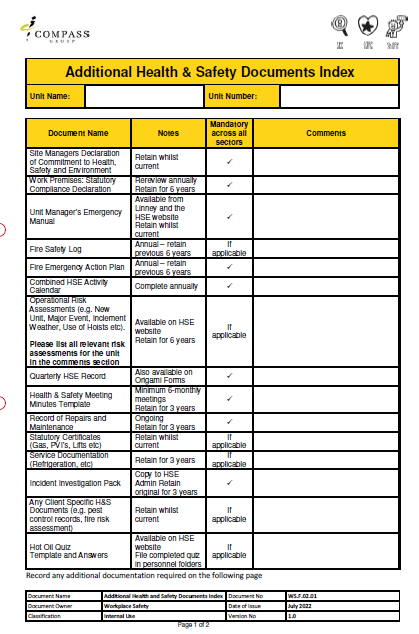 COMPASS
GROUP
Additional Health & Safety Documents Index
Unit Name:
Unit Number:
Document Name
Notes
Mandatory
across all
sectors
Comments
Site Managers Declaration
of Commitment to Health,
Safety and Environment
Retain whilst
current
✓
Work Premises: Statutory
Compliance Declaration
Rereview annually
Retain for 6 years
✓
Unit Manager's Emergency
Manual
Available from
Linney and the
HSE website
Retain whilst
current
✓
Fire Safety Log
Annual – retain
previous 6 years
If
applicable
Fire Emergency Action Plan
Annual – retain
previous 6 years
✓
Combined HSE Activity
Calendar
Complete annually
✓
Operational Risk
Assessments (e.g. New
Unit, Major Event, Inclement
Weather, Use of Hoists etc).
Please list all relevant risk
assessments for the unit
in the comments section
Available on HSE
website
Retain for 6 years
If
applicable
Quarterly HSE Record
Also available on
Origami Forms
✓
Health & Safety Meeting
Minutes Template
Minimum 6-monthly
meetings
Retain for 3 years
✓
Record of Repairs and
Maintenance
Ongoing
Retain for 3 years
✓
Statutory Certificates
(Gas, PVI's, Lifts etc)
Retain whilst
current
If
applicable
Service Documentation
(Refrigeration, etc)
Retain for 3 years
If
applicable
Incident Investigation Pack
Copy to HSE
Admin Retain
original for 3 years
✓
Any Client Specific H&S
Documents (e.g. pest
control records, fire risk
assessment)
Retain whilst
current
If
applicable
Hot Oil Quiz
Template and Answers
Available on HSE
website
File completed quiz
in personnel folders
If
applicable
Record any additional documentation required on the following page
Document Name
Additional Health and Safety Documents Index
Document No
WS.F.02.01
Document Owner
Workplace Safety
Date of Issue
July 2022
Classification
Internal Use
Version No
1.0
Page 1 of 2